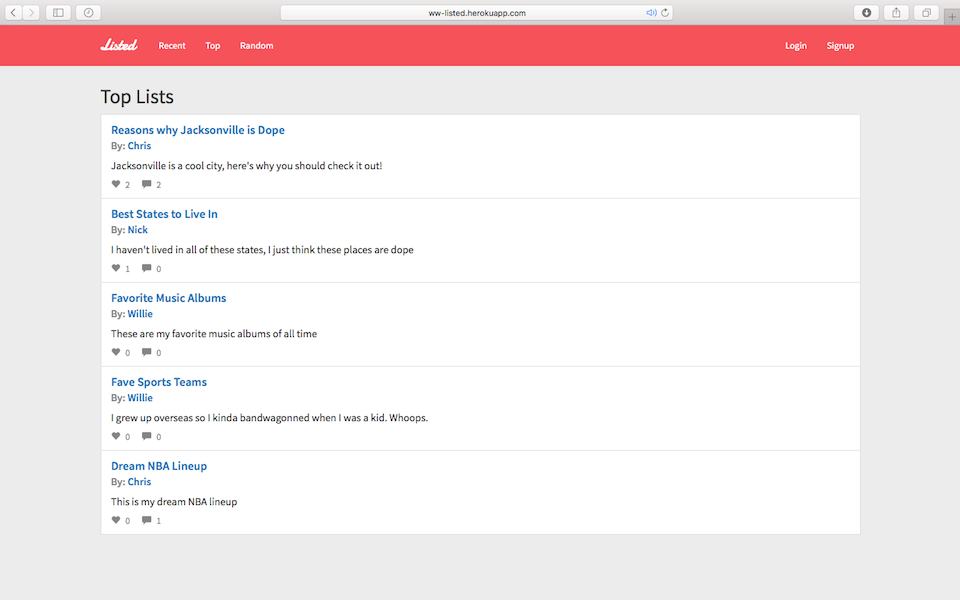 ww-listed.herokuapp.com
Listed Recent Top Random Login Signup
Top Lists
Reasons why Jacksonville is Dope
By: Chris
Jacksonville is a cool city, here's why you should check it out!
2 2
Best States to Live In
By: Nick
I haven't lived in all of these states, I just think these places are dope
1 0
Favorite Music Albums
By: Willie
These are my favorite music albums of all time
0 0
Fave Sports Teams
By: Willie
I grew up overseas so I kinda bandwagonned when I was a kid. Whoops.
0 0
Dream NBA Lineup
By: Chris
This is my dream NBA lineup
0 1